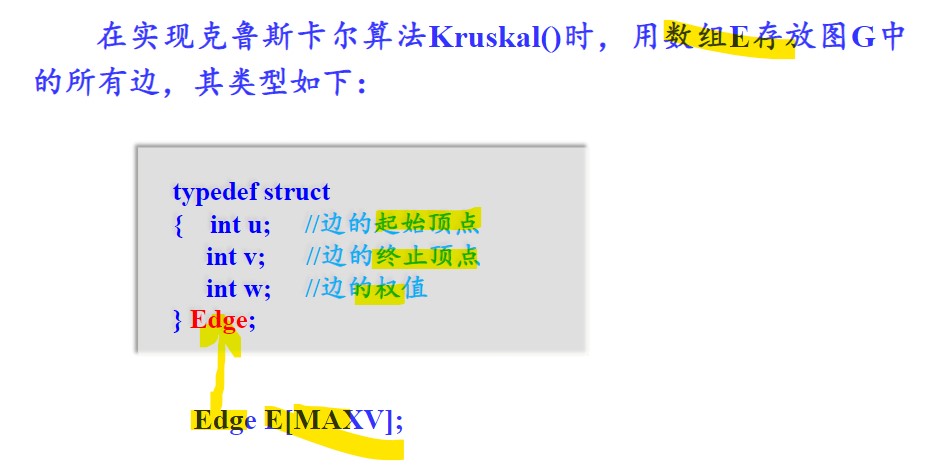 在实现克鲁斯卡尔算法Kruskal()时，用数组E存放图G中
的所有边，其类型如下：
typedef struct
{ int u; //边的起始顶点
int v; //边的终止顶点
int w; //边的权值
} Edge;
Edge E[MAXV];